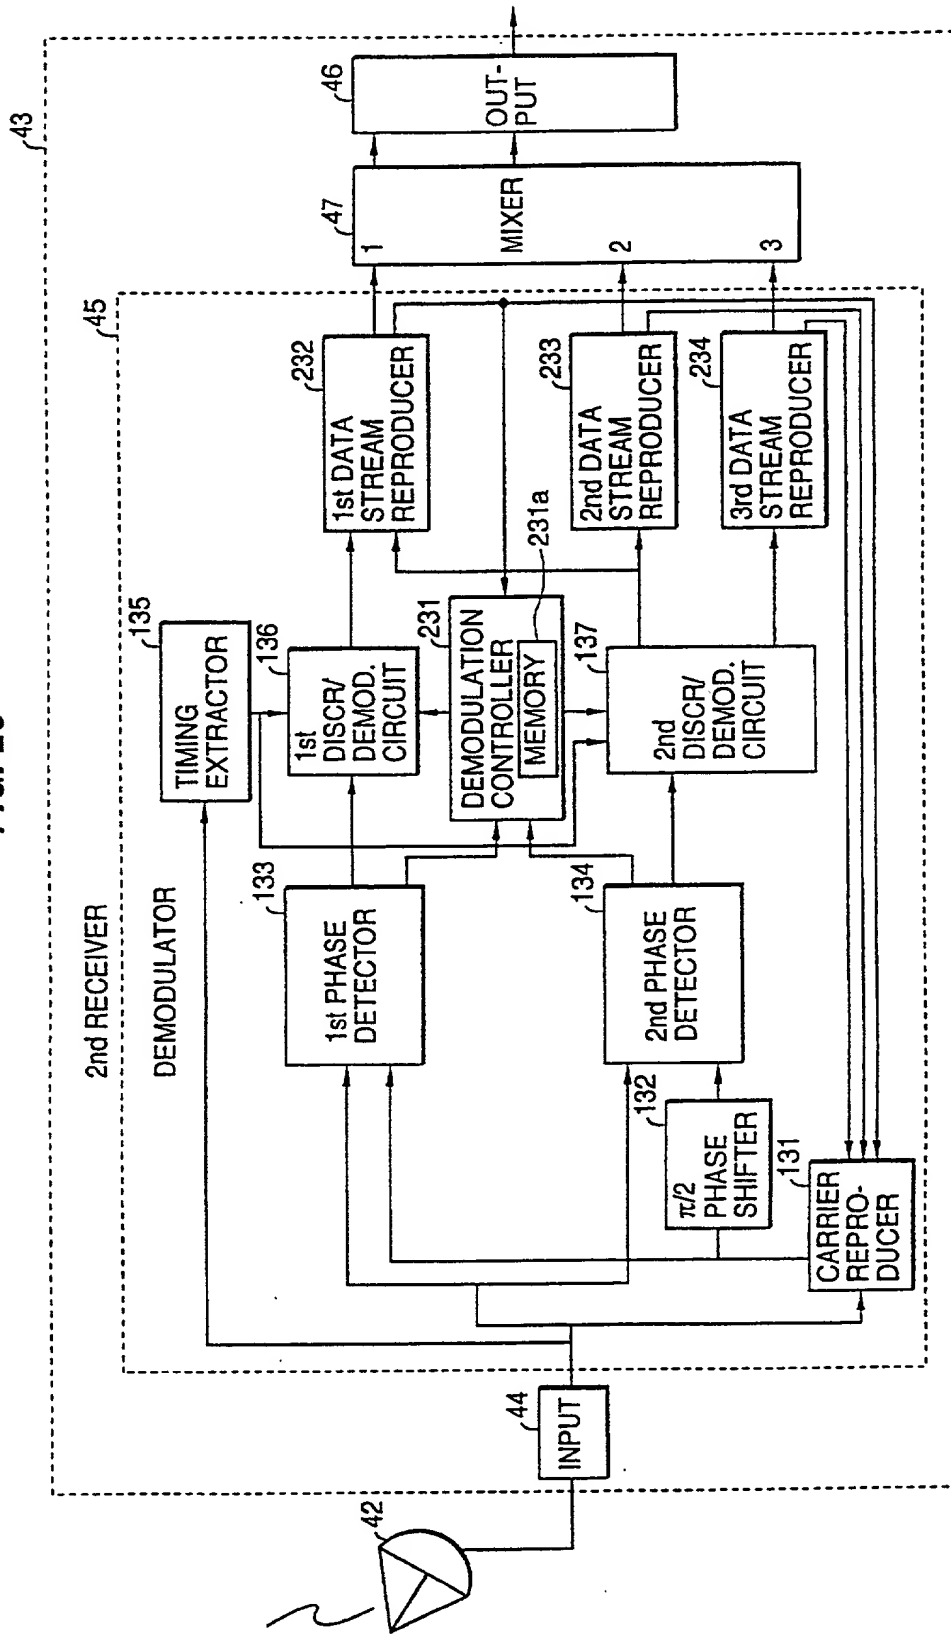 43
2nd RECEIVER
45
DEMODULATOR
135
TIMING
EXTRACTOR
42
44
INPUT
133
1st PHASE
DETECTOR
136
1st
DISCR/
DEMOD.
CIRCUIT
232
1st DATA
STREAM
REPRODUCER
47
1
MIXER
2
3
46
OUT-
PUT
231
DEMODULATION
CONTROLLER
MEMORY
231a
134
2nd PHASE
DETECTOR
137
2nd
DISCR/
DEMOD.
CIRCUIT
233
2nd DATA
STREAM
REPRODUCER
234
3rd DATA
STREAM
REPRODUCER
132
π/2
PHASE
SHIFTER
131
CARRIER
REPRO-
DUCER